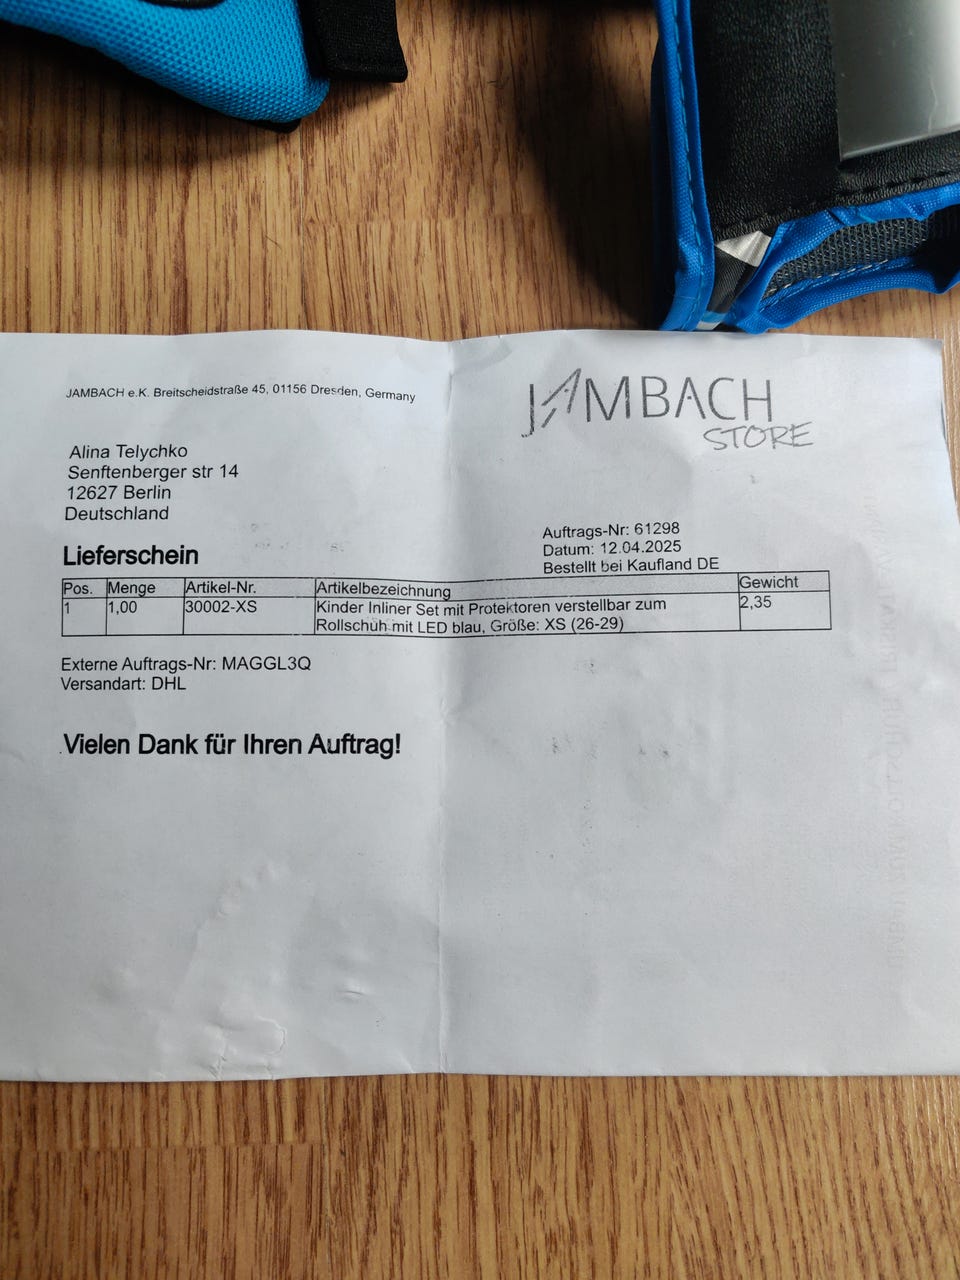 JAMBACH e.K. Breitscheidstraße 45, 01156 Dresden, Germany
JAMBACH
STORE
Alina Telychko
Senftenberger str 14
12627 Berlin
Deutschland
Auftrags-Nr: 61298
Datum: 12.04.2025
Bestellt bei Kaufland DE
Lieferschein
Pos. Menge Artikel-Nr. Artikelbezeichnung Gewicht
1 1,00 30002-XS Kinder Inliner Set mit Protektoren verstellbar zum 2,35
Rollschuh mit LED blau, Größe: XS (26-29)
Externe Auftrags-Nr: MAGGL3Q
Versandart: DHL
Vielen Dank für Ihren Auftrag!